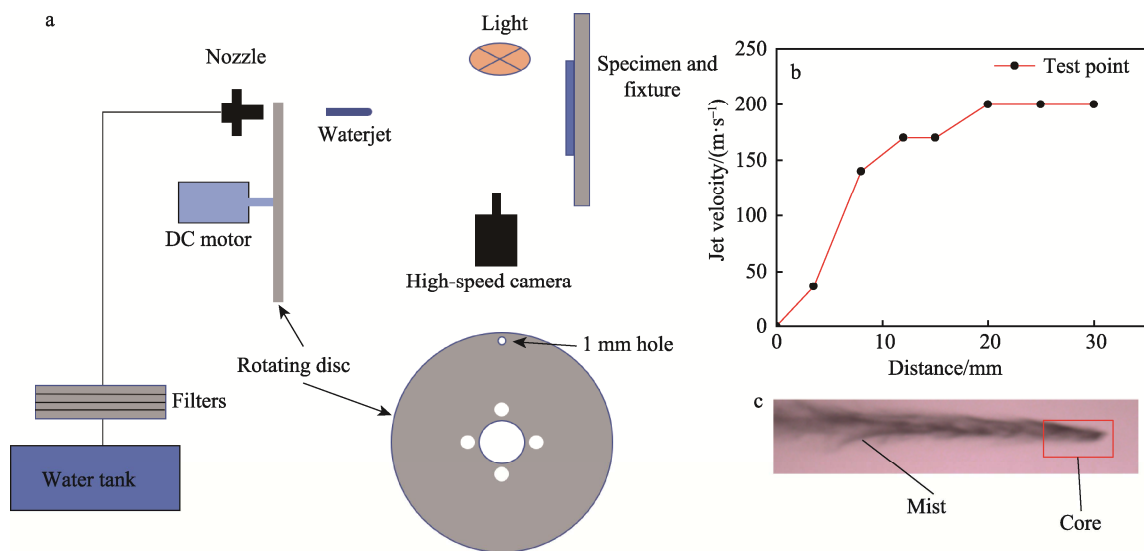 a
Light
Nozzle
Specimen and
fixture
Waterjet
DC motor
High-speed camera
1 mm hole
Rotating disc
Filters
Water tank
b
Test point
250
200
150
100
50
0
0
10
20
30
Jet velocity/(m·s⁻¹)
Distance/mm
c
Mist
Core